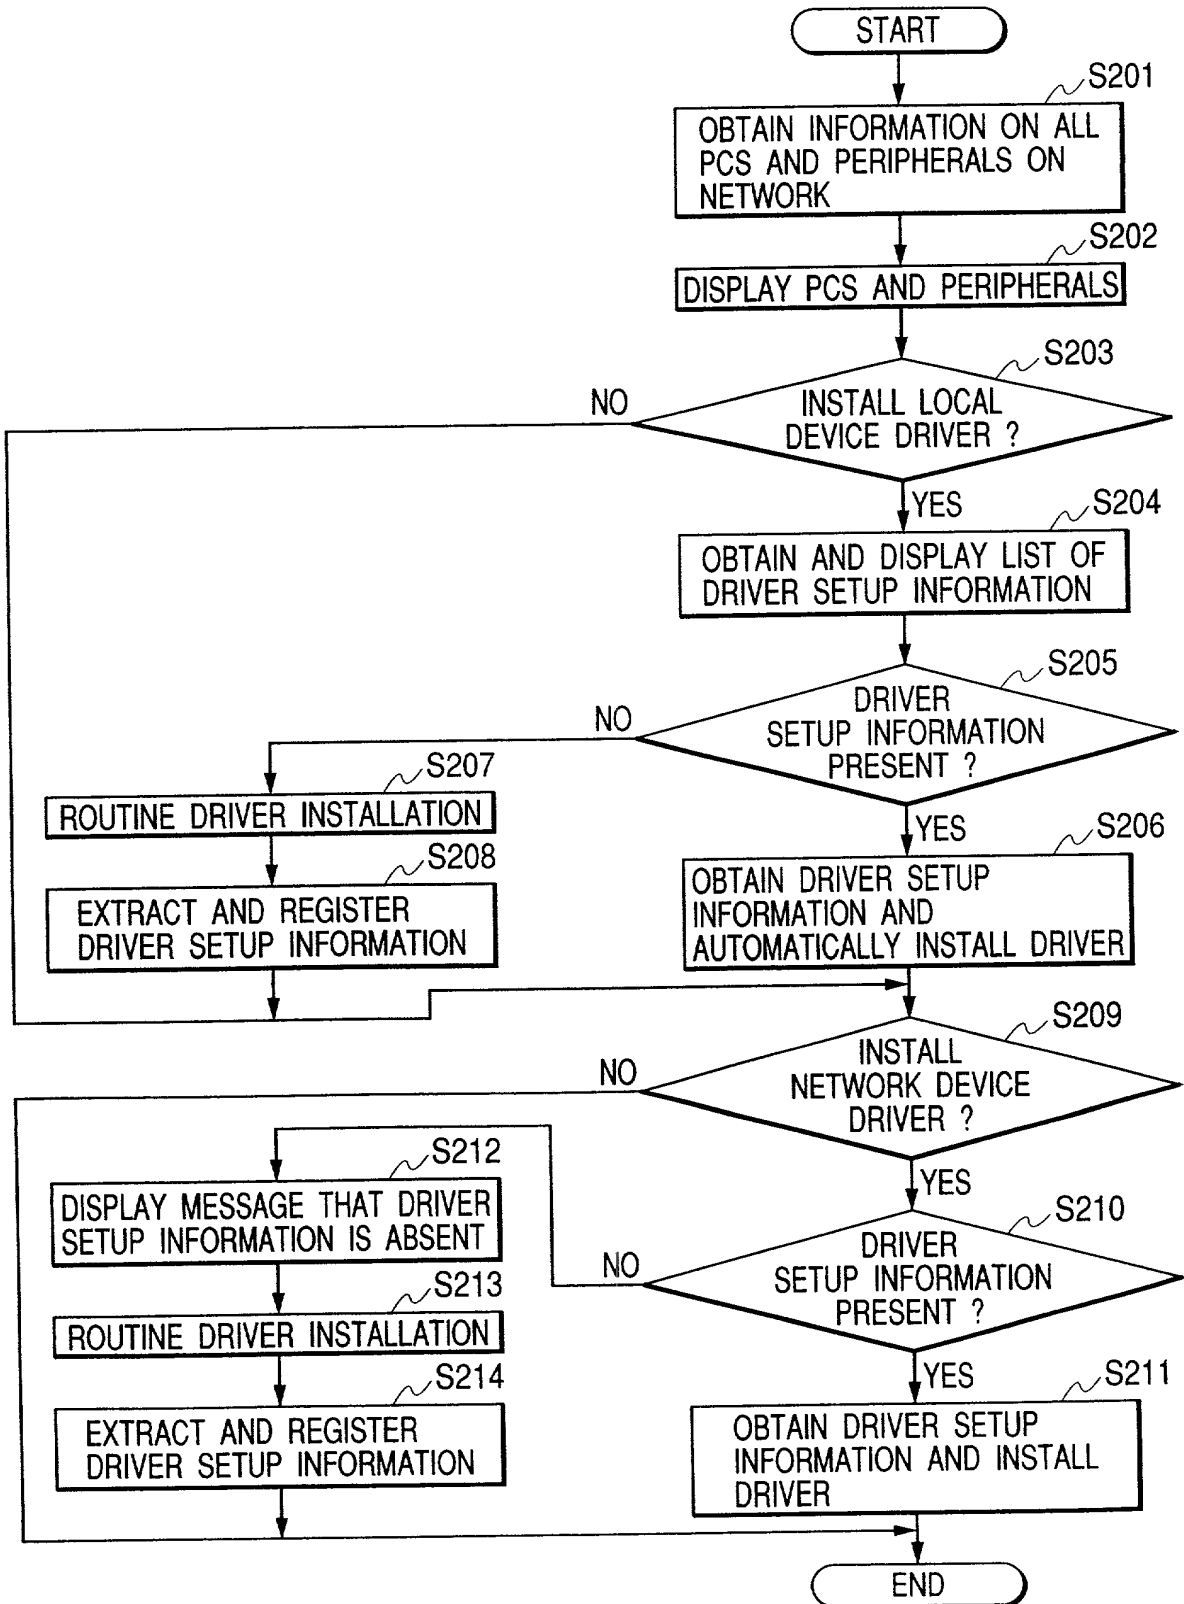 START
S201
OBTAIN INFORMATION ON ALL
PCS AND PERIPHERALS ON
NETWORK
S202
DISPLAY PCS AND PERIPHERALS
S203
NO
INSTALL LOCAL
DEVICE DRIVER ?
YES
S204
OBTAIN AND DISPLAY LIST OF
DRIVER SETUP INFORMATION
S205
NO
DRIVER
SETUP INFORMATION
PRESENT ?
S207
ROUTINE DRIVER INSTALLATION
S208
EXTRACT AND REGISTER
DRIVER SETUP INFORMATION
YES
S206
OBTAIN DRIVER SETUP
INFORMATION AND
AUTOMATICALLY INSTALL DRIVER
S209
NO
INSTALL
NETWORK DEVICE
DRIVER ?
YES
S210
NO
DRIVER
SETUP INFORMATION
PRESENT ?
S212
DISPLAY MESSAGE THAT DRIVER
SETUP INFORMATION IS ABSENT
S213
ROUTINE DRIVER INSTALLATION
S214
EXTRACT AND REGISTER
DRIVER SETUP INFORMATION
YES
S211
OBTAIN DRIVER SETUP
INFORMATION AND INSTALL
DRIVER
END